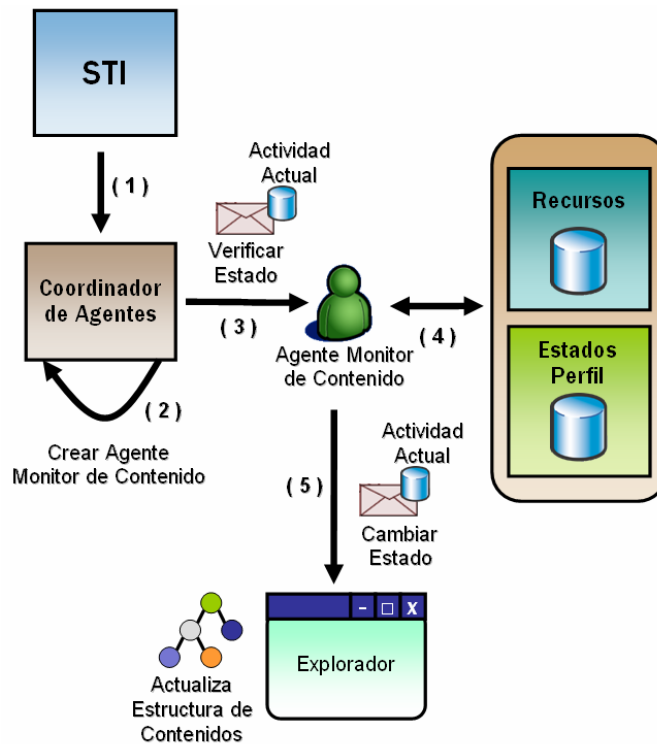 STI
( 1 )
Actividad
Actual
Verificar
Estado
Coordinador
de Agentes
( 3 )
Agente Monitor
de Contenido
( 4 )
Recursos
Estados
Perfil
( 2 )
Crear Agente
Monitor de Contenido
( 5 )
Actividad
Actual
Cambiar
Estado
– □ X
Explorador
Actualiza
Estructura de
Contenidos